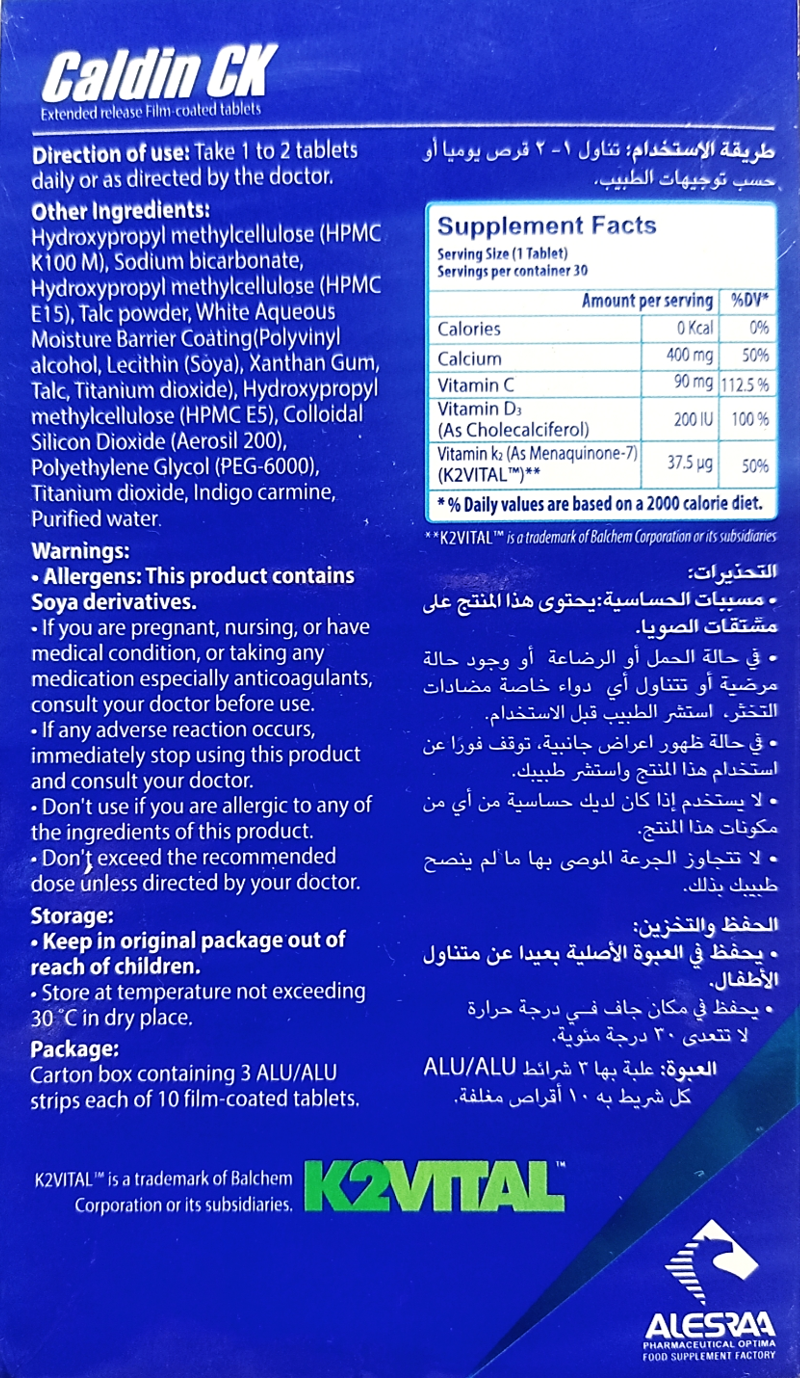 Caldin CK
Extended release Film-coated tablets
Direction of use: Take 1 to 2 tablets
daily or as directed by the doctor.
Other Ingredients:
Hydroxypropyl methylcellulose (HPMC
K100 M), Sodium bicarbonate,
Hydroxypropyl methylcellulose (HPMC
E15), Talc powder, White Aqueous
Moisture Barrier Coating(Polyvinyl
alcohol, Lecithin (Soya), Xanthan Gum,
Talc, Titanium dioxide), Hydroxypropyl
methylcellulose (HPMC E5), Colloidal
Silicon Dioxide (Aerosil 200),
Polyethylene Glycol (PEG-6000),
Titanium dioxide, Indigo carmine,
Purified water.
Warnings:
• Allergens: This product contains
Soya derivatives.
• If you are pregnant, nursing, or have
medical condition, or taking any
medication especially anticoagulants,
consult your doctor before use.
• If any adverse reaction occurs,
immediately stop using this product
and consult your doctor.
• Don't use if you are allergic to any of
the ingredients of this product.
• Don't exceed the recommended
dose unless directed by your doctor.
Storage:
• Keep in original package out of
reach of children.
• Store at temperature not exceeding
30 °C in dry place.
Package:
Carton box containing 3 ALU/ALU
strips each of 10 film-coated tablets.
طريقة الإستخدام: تناول ١- ٢ قرص يوميا أو
حسب توجيهات الطبيب.
Supplement Facts
Serving Size (1 Tablet)
Servings per container 30
Amount per serving %DV*
Calories 0 Kcal 0%
Calcium 400 mg 50%
Vitamin C 90 mg 112.5 %
Vitamin D3
(As Cholecalciferol) 200 IU 100 %
Vitamin k2 (As Menaquinone-7)
(K2VITAL™)** 37.5 µg 50%
* % Daily values are based on a 2000 calorie diet.
**K2VITAL™ is a trademark of Balchem Corporation or its subsidiaries
التحذيرات:
• مسببات الحساسية:يحتوى هذا المنتج على
مشتقات الصويا.
• في حالة الحمل أو الرضاعة أو وجود حالة
مرضية أو تتناول أي دواء خاصة مضادات
التخثر، استشر الطبيب قبل الاستخدام.
• في حالة ظهور اعراض جانبية، توقف فورًا عن
استخدام هذا المنتج واستشر طبيبك.
• لا يستخدم إذا كان لديك حساسية من أي من
مكونات هذا المنتج.
• لا تتجاوز الجرعة الموصى بها ما لم ينصح
طبيبك بذلك.
الحفظ والتخزين:
• يحفظ في العبوة الأصلية بعيدا عن متناول
الأطفال.
• يحفظ في مكان جاف فـــي درجة حرارة
لا تتعدى ٣٠ درجة مئوية.
العبوة: علبة بها ٣ شرائط ALU/ALU
كل شريط به ١٠ أقراص مغلفة.
K2VITAL™ is a trademark of Balchem
Corporation or its subsidiaries.
K2VITAL™
ALESRAA
PHARMACEUTICAL OPTIMA
FOOD SUPPLEMENT FACTORY